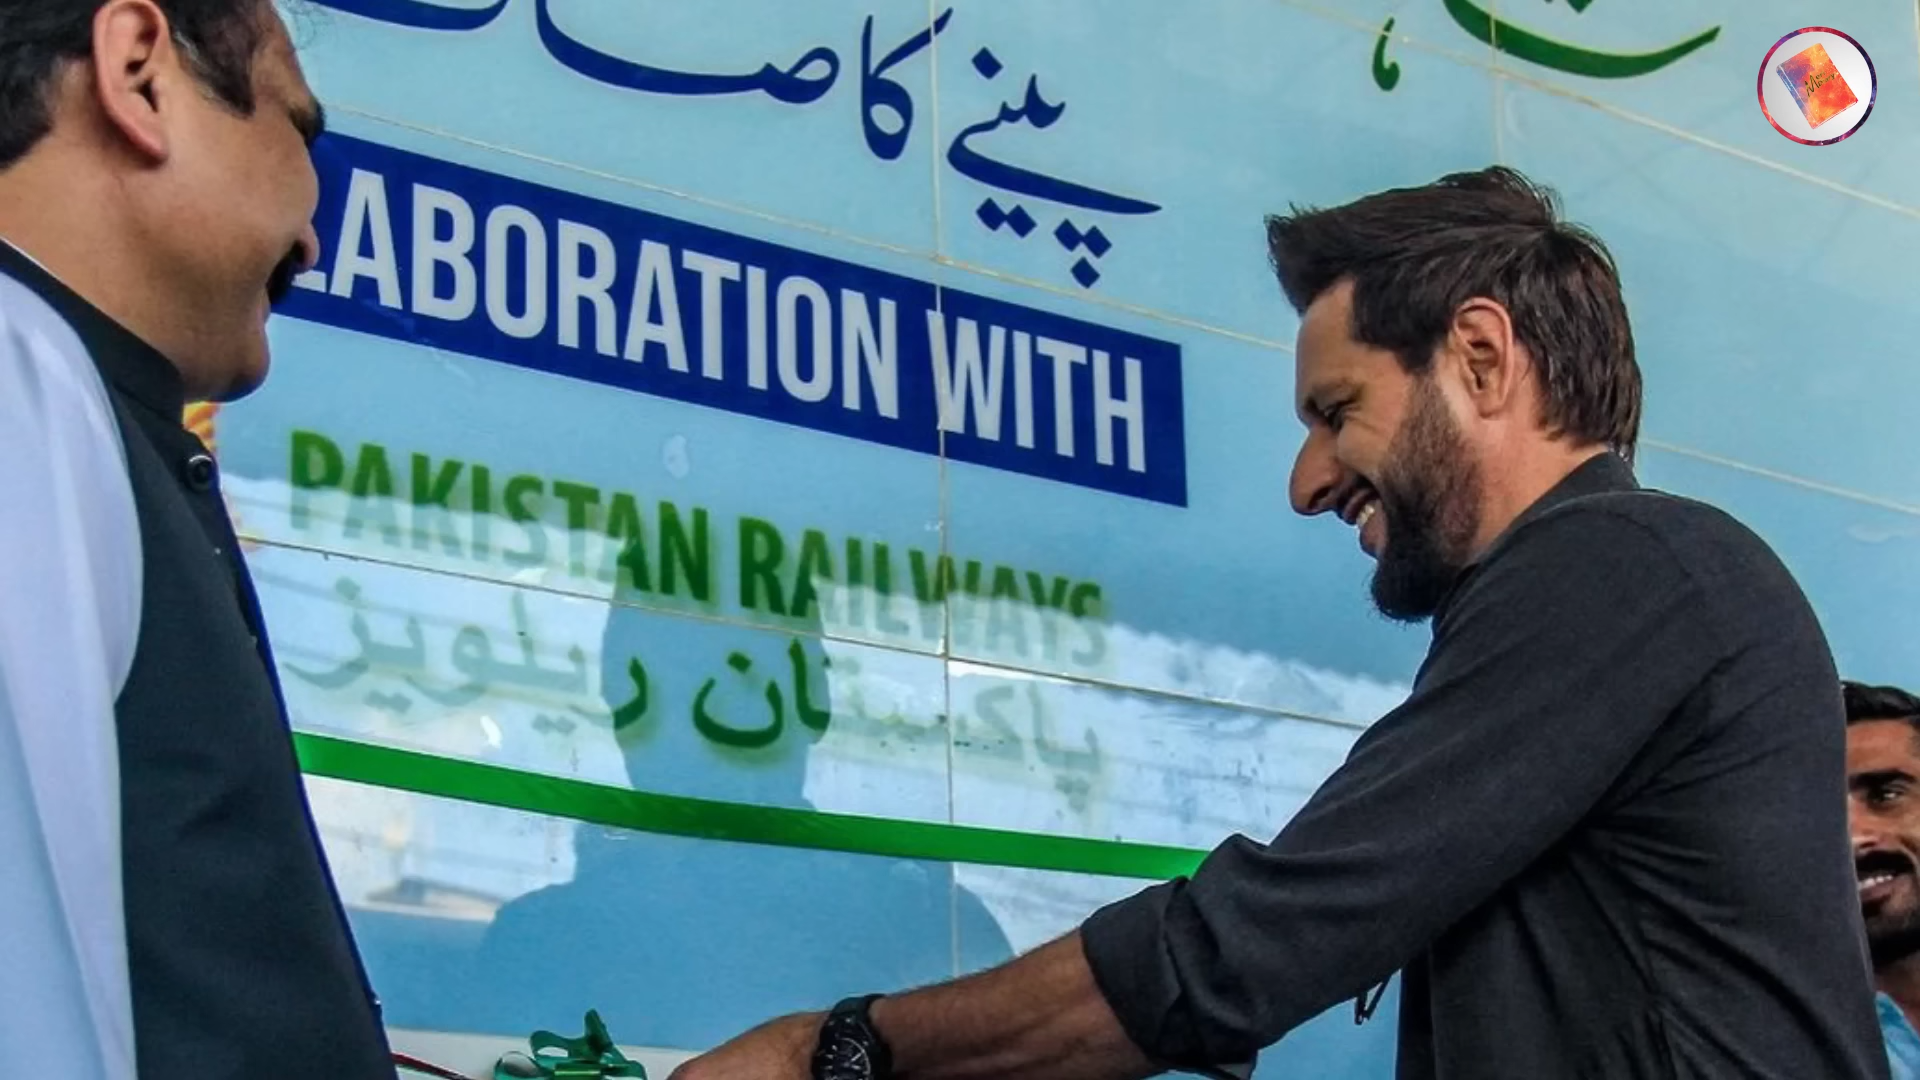 پینے کا صاف
LABORATION WITH
PAKISTAN RAILWAYS
پاکستان ریلویز